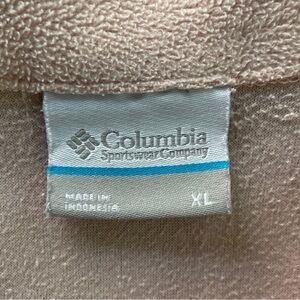 Columbia
Sportswear Company
MADE IN
INDONESIA
XL